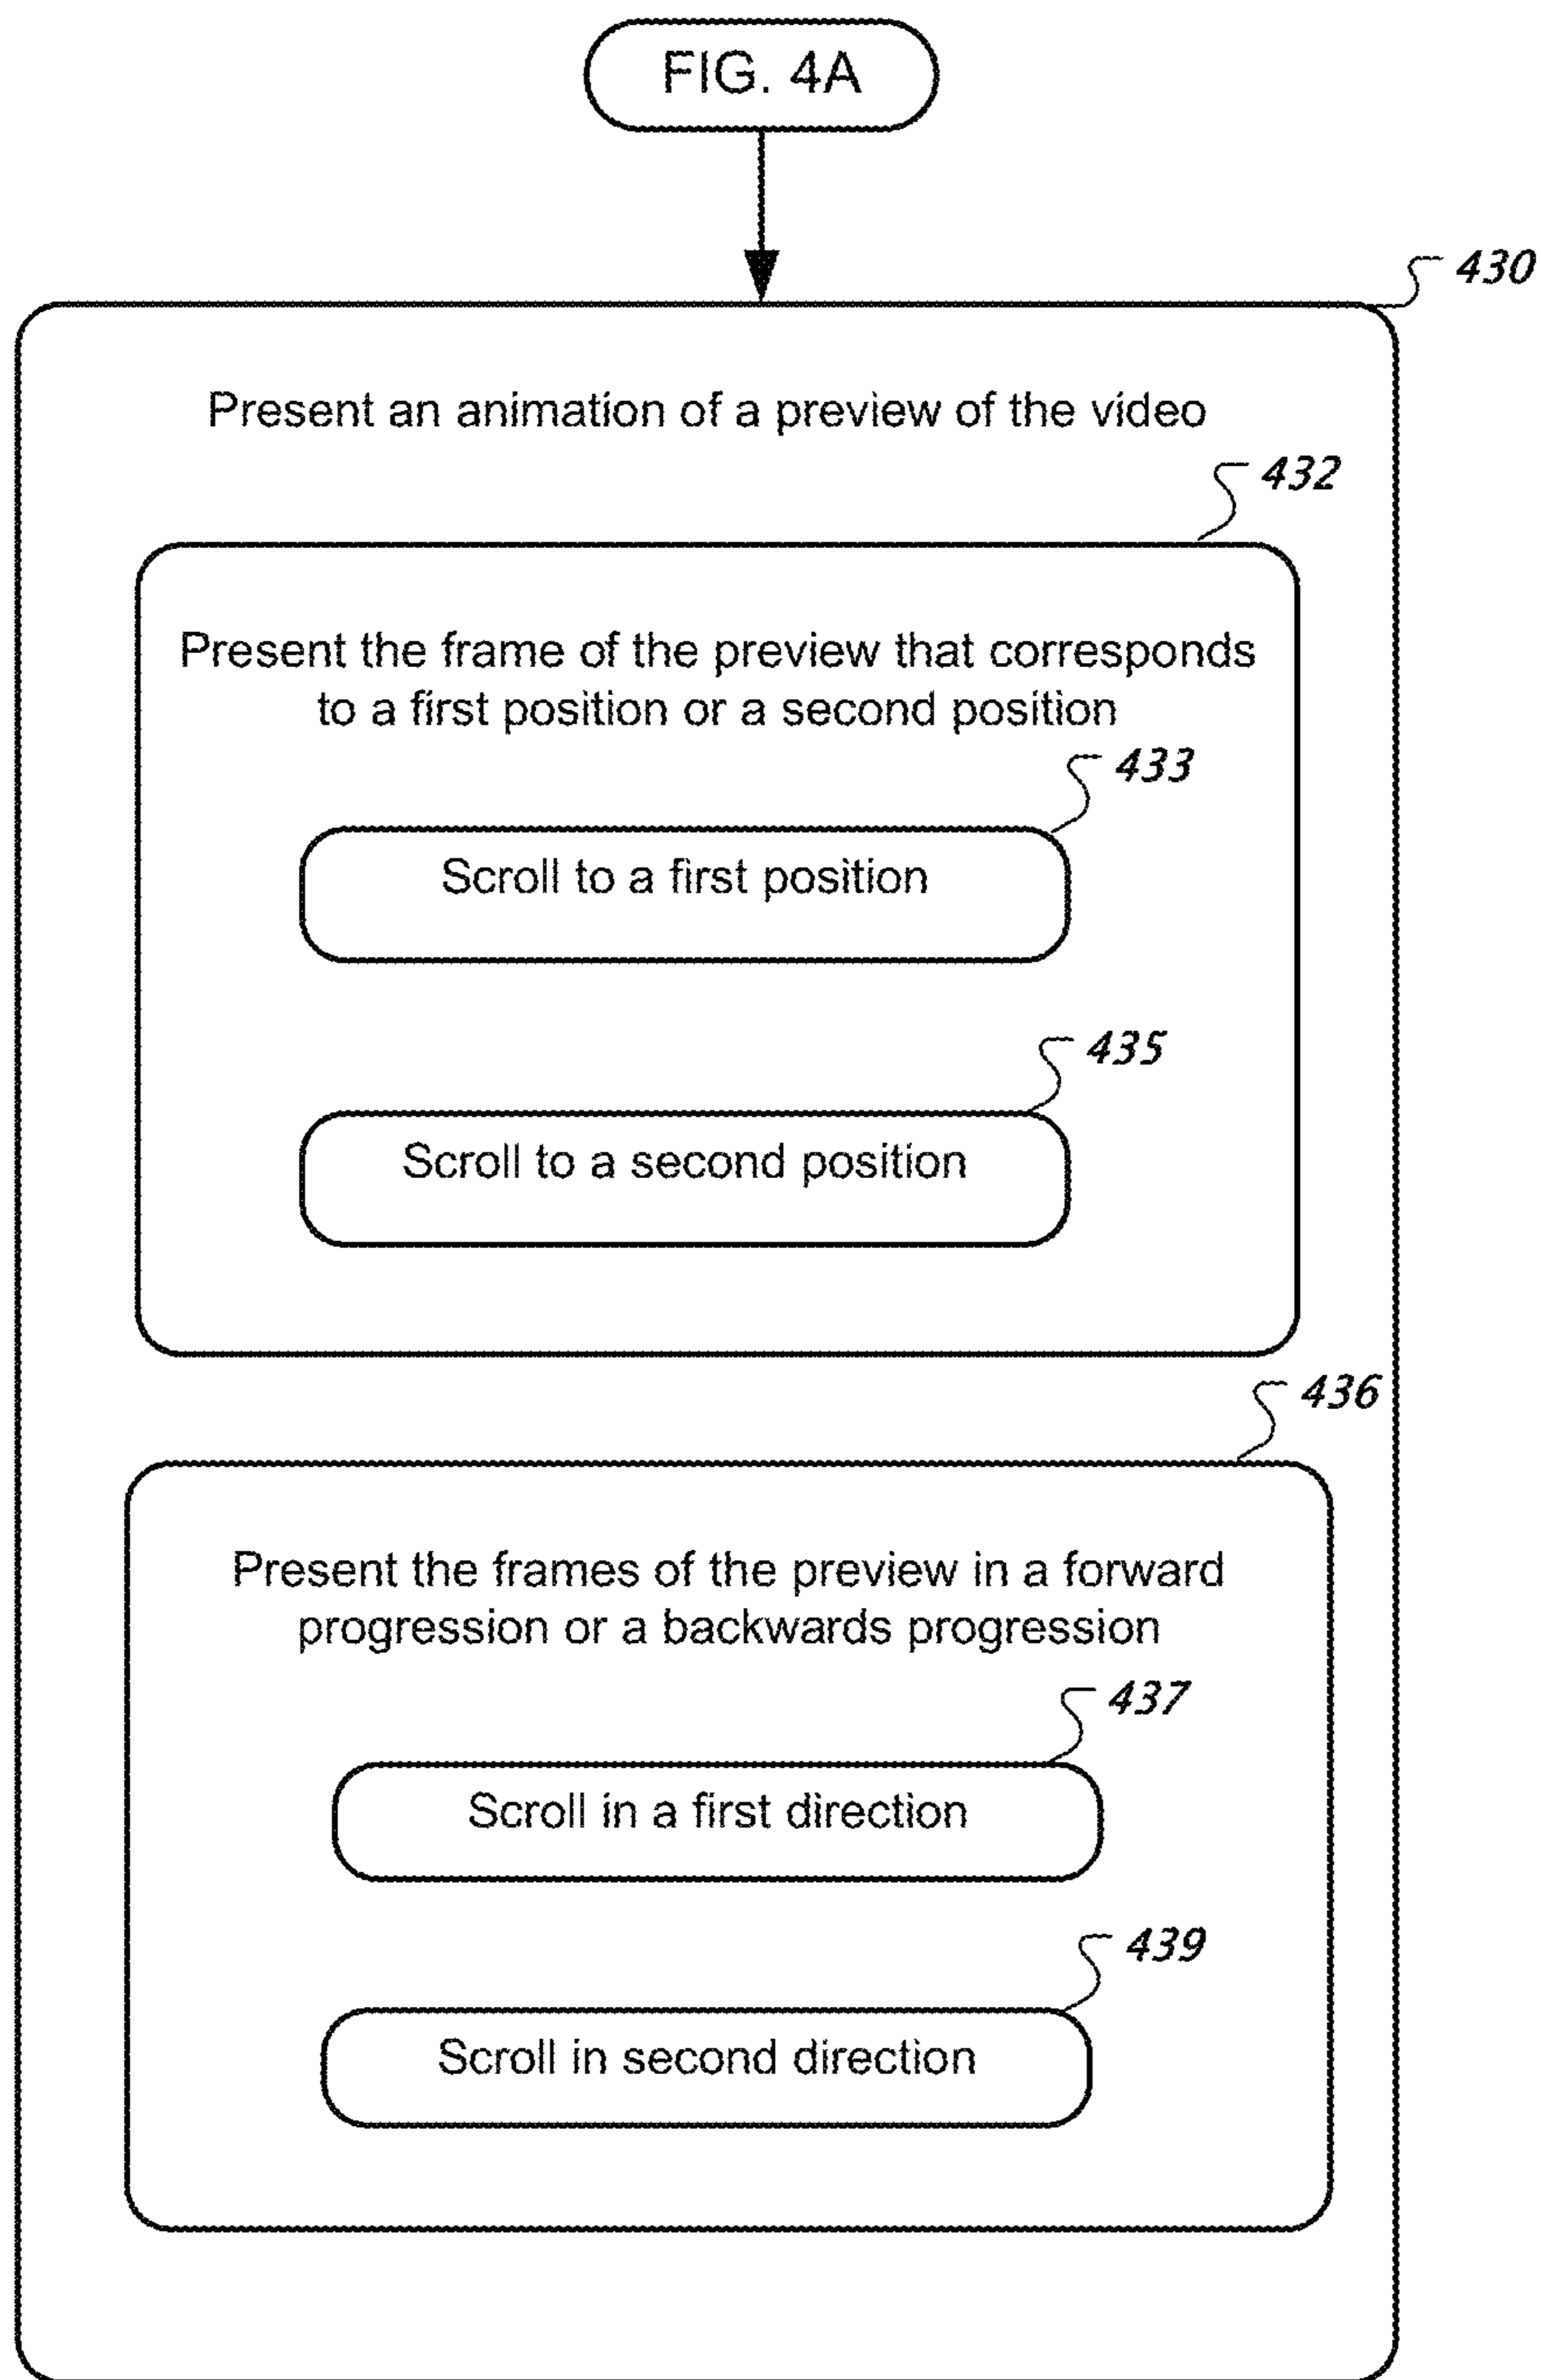 FIG. 4A
430
Present an animation of a preview of the video
432
Present the frame of the preview that corresponds
to a first position or a second position
433
Scroll to a first position
435
Scroll to a second position
436
Present the frames of the preview in a forward
progression or a backwards progression
437
Scroll in a first direction
439
Scroll in second direction